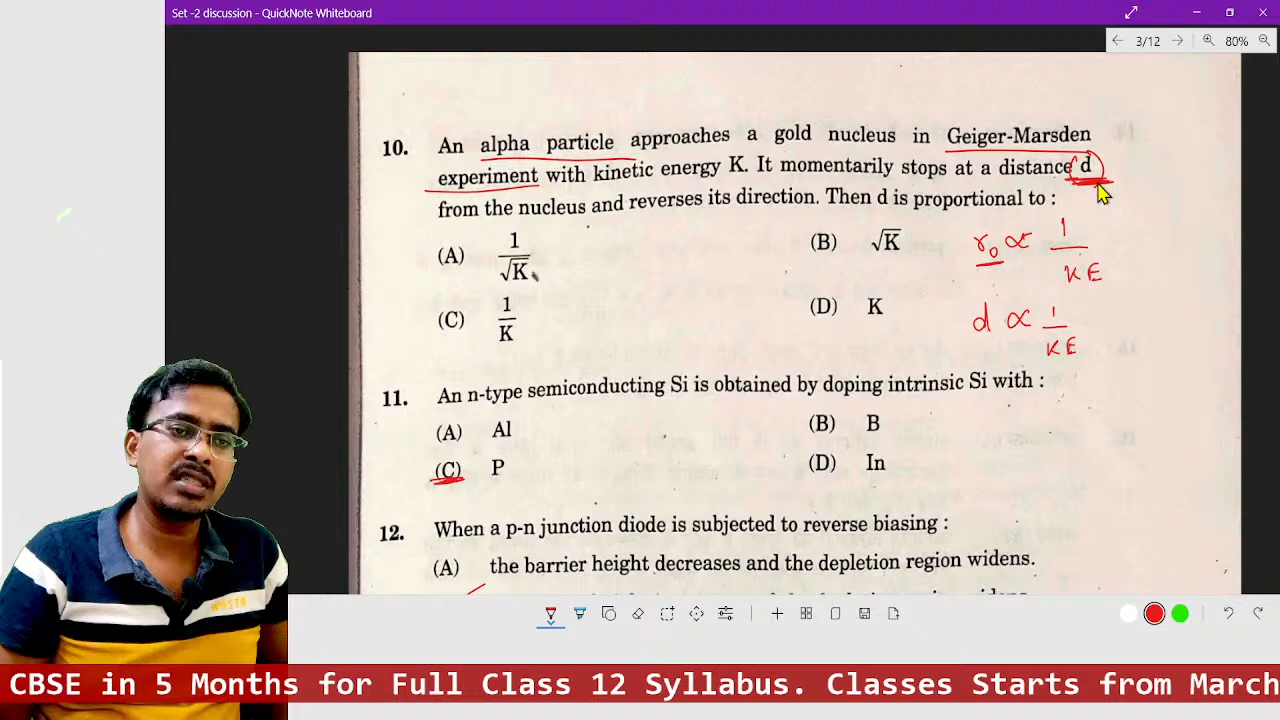 Set -2 discussion - QuickNote Whiteboard
3/12
80%
10. An alpha particle approaches a gold nucleus in Geiger-Marsden
experiment with kinetic energy K. It momentarily stops at a distance d
from the nucleus and reverses its direction. Then d is proportional to :
(A) 1/√K
(B) √K
r₀ ∝ 1/KE
(C) 1/K
(D) K
d ∝ 1/KE
11. An n-type semiconducting Si is obtained by doping intrinsic Si with :
(A) Al
(B) B
(C) P
(D) In
12. When a p-n junction diode is subjected to reverse biasing :
(A) the barrier height decreases and the depletion region widens.
CBSE in 5 Months for Full Class 12 Syllabus. Classes Starts from March